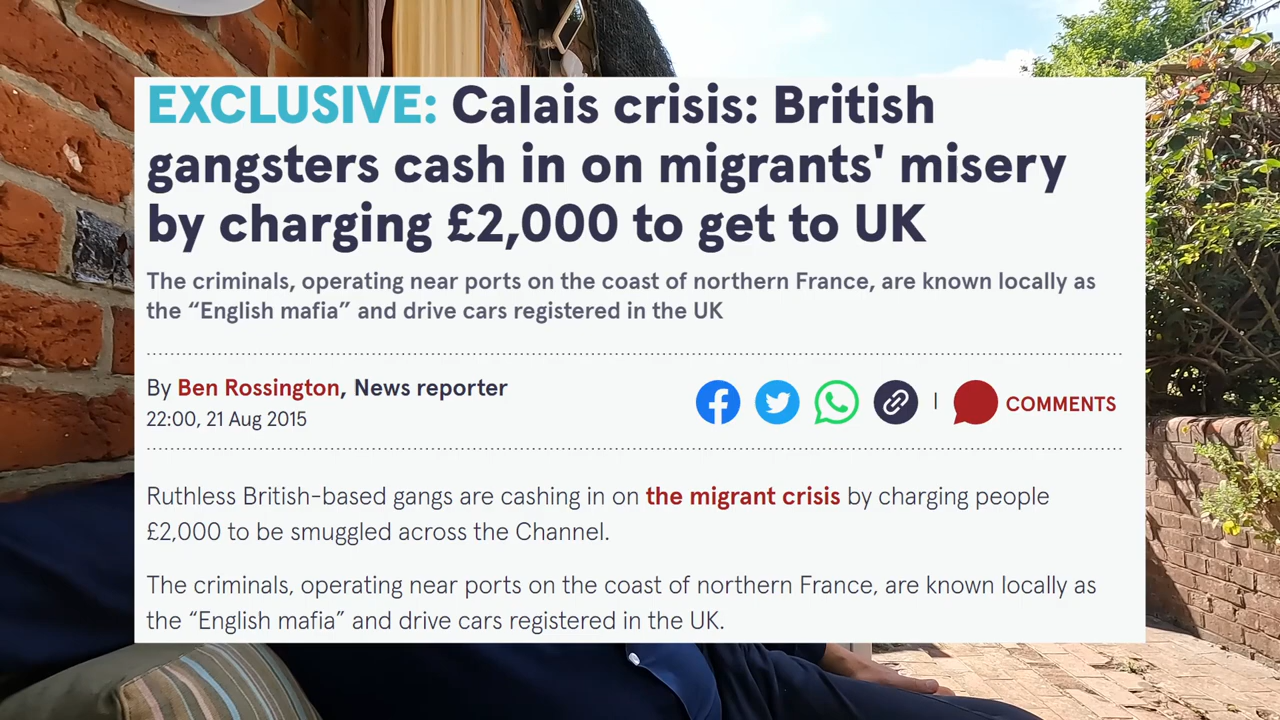 EXCLUSIVE: Calais crisis: British
gangsters cash in on migrants' misery
by charging £2,000 to get to UK
The criminals, operating near ports on the coast of northern France, are known locally as
the “English mafia” and drive cars registered in the UK
By Ben Rossington, News reporter
22:00, 21 Aug 2015
| COMMENTS
Ruthless British-based gangs are cashing in on the migrant crisis by charging people
£2,000 to be smuggled across the Channel.
The criminals, operating near ports on the coast of northern France, are known locally as
the “English mafia” and drive cars registered in the UK.